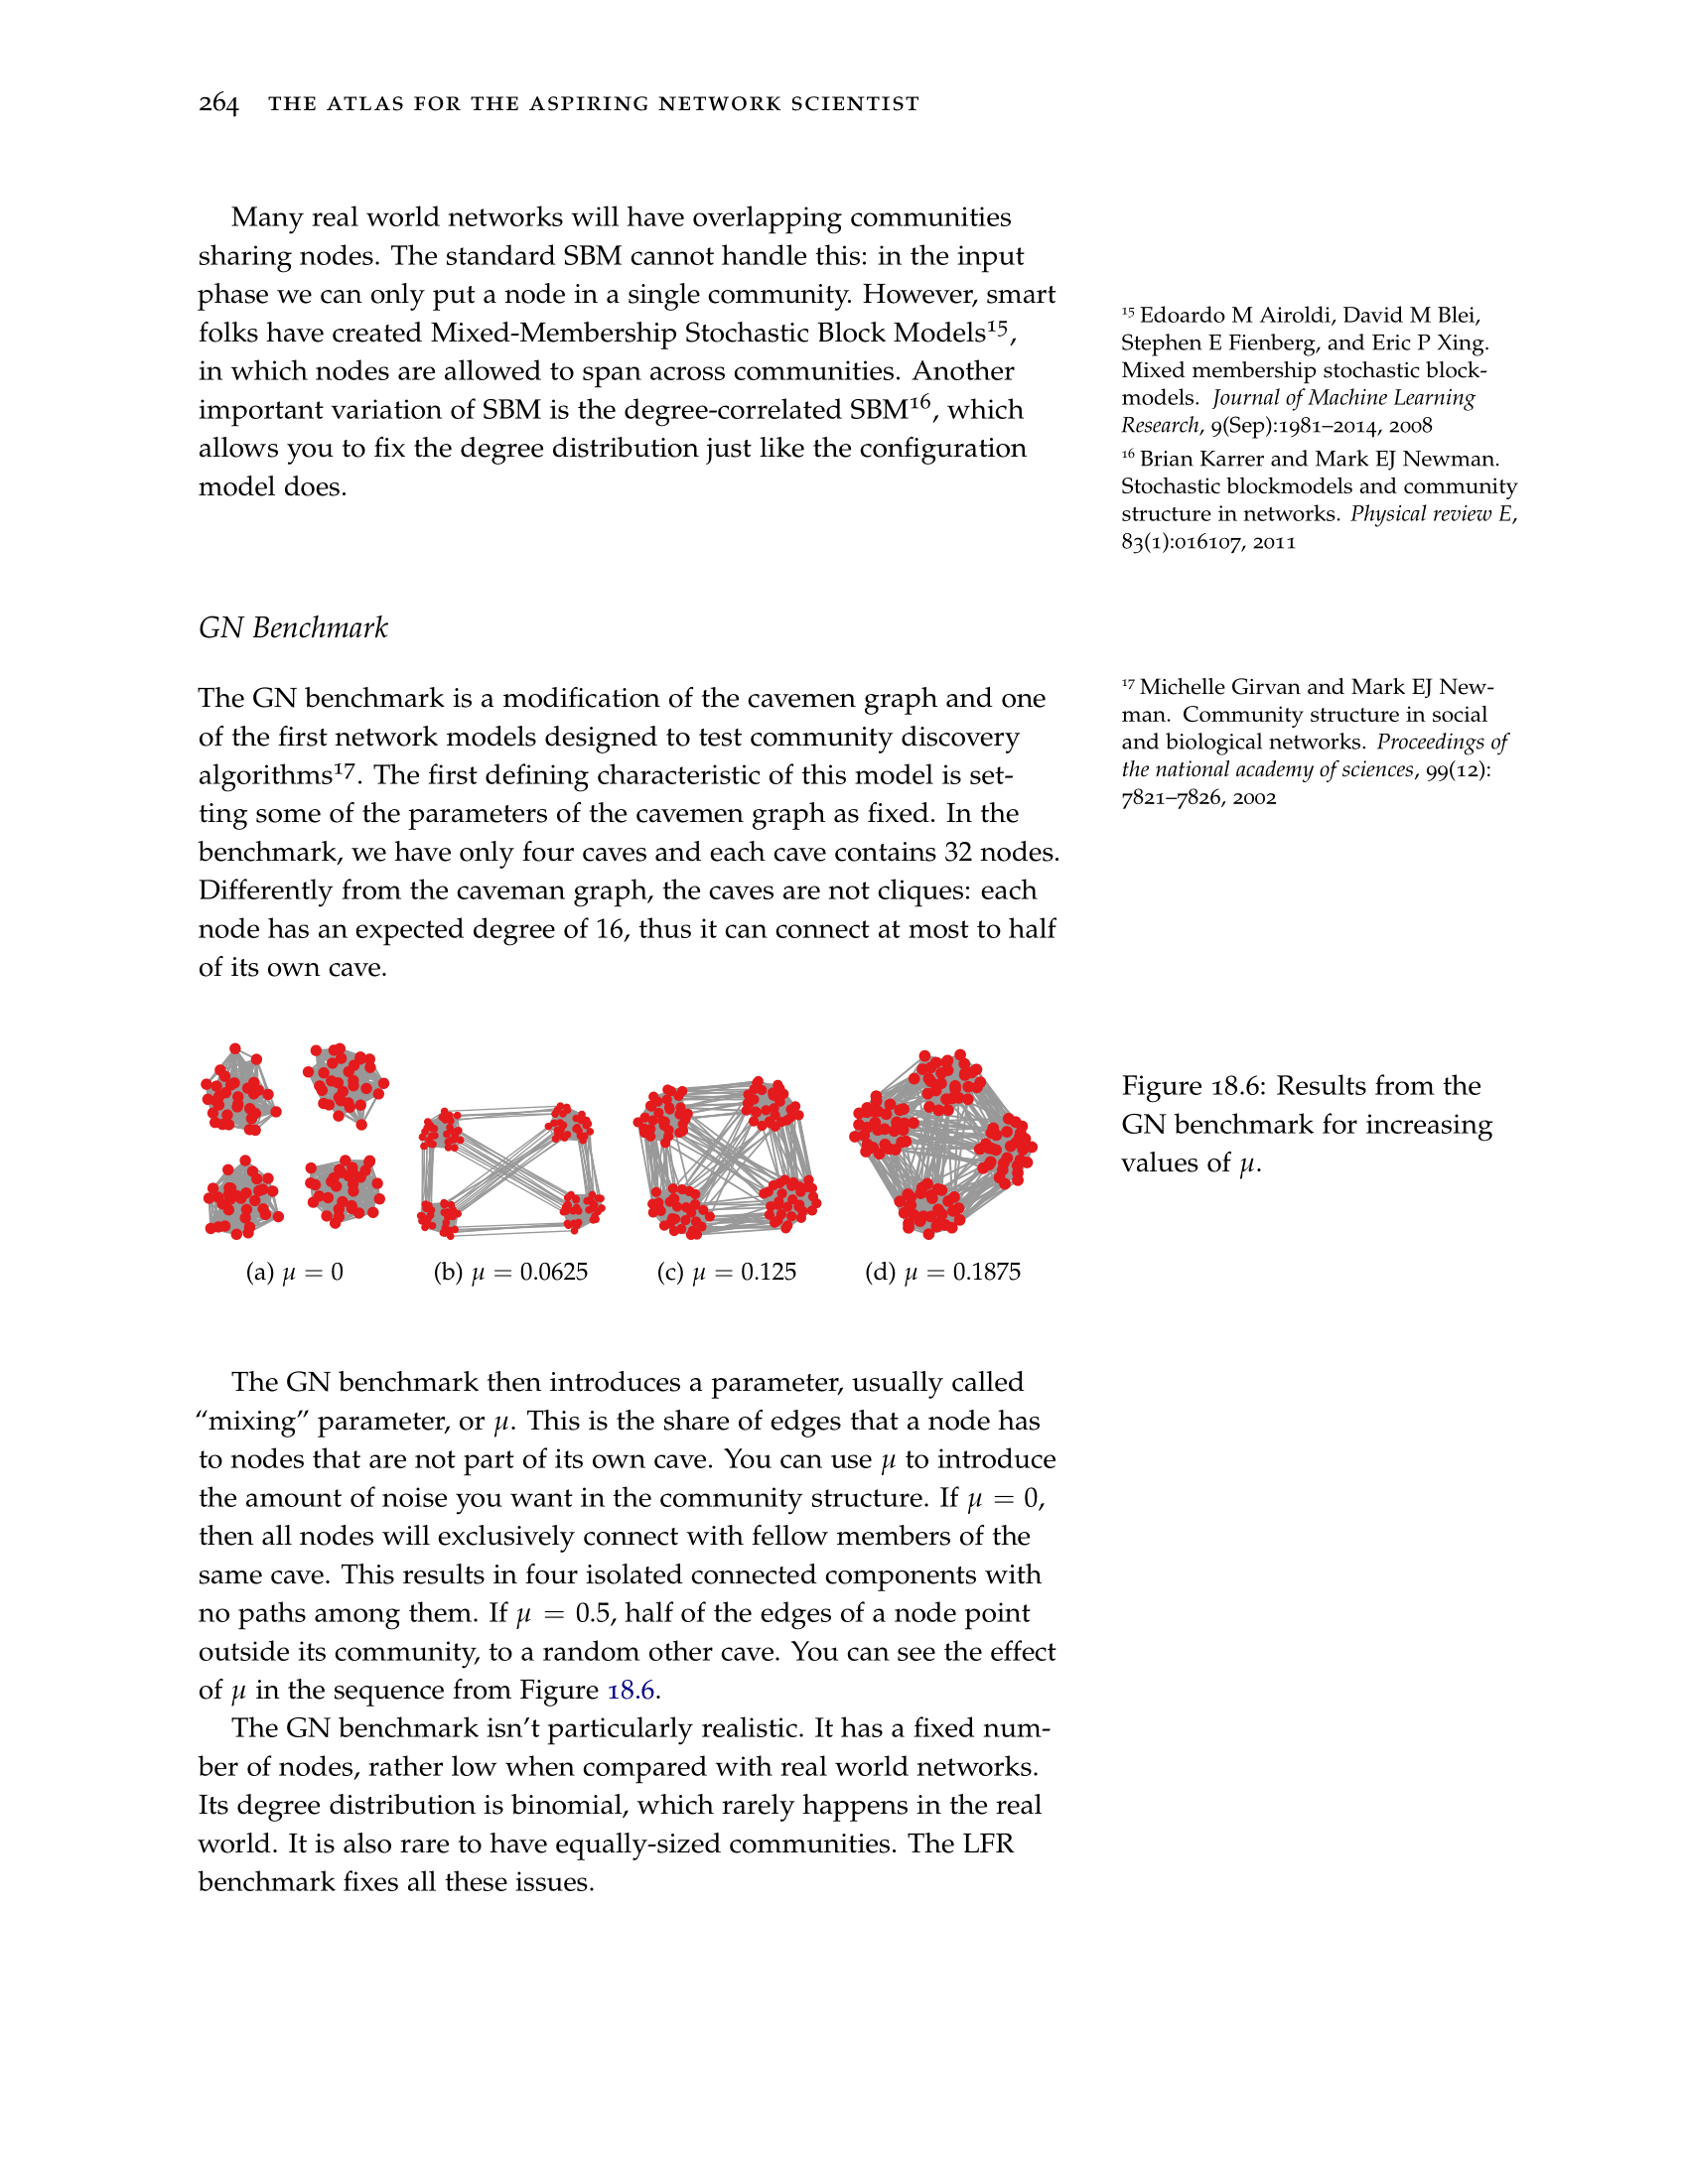 264 THE ATLAS FOR THE ASPIRING NETWORK SCIENTIST
Many real world networks will have overlapping communities
sharing nodes. The standard SBM cannot handle this: in the input
phase we can only put a node in a single community. However, smart
folks have created Mixed-Membership Stochastic Block Models¹⁵,
in which nodes are allowed to span across communities. Another
important variation of SBM is the degree-correlated SBM¹⁶, which
allows you to fix the degree distribution just like the configuration
model does.
¹⁵ Edoardo M Airoldi, David M Blei,
Stephen E Fienberg, and Eric P Xing.
Mixed membership stochastic block-
models. Journal of Machine Learning
Research, 9(Sep):1981–2014, 2008
¹⁶ Brian Karrer and Mark EJ Newman.
Stochastic blockmodels and community
structure in networks. Physical review E,
83(1):016107, 2011
GN Benchmark
The GN benchmark is a modification of the cavemen graph and one
of the first network models designed to test community discovery
algorithms¹⁷. The first defining characteristic of this model is set-
ting some of the parameters of the cavemen graph as fixed. In the
benchmark, we have only four caves and each cave contains 32 nodes.
Differently from the caveman graph, the caves are not cliques: each
node has an expected degree of 16, thus it can connect at most to half
of its own cave.
¹⁷ Michelle Girvan and Mark EJ New-
man. Community structure in social
and biological networks. Proceedings of
the national academy of sciences, 99(12):
7821–7826, 2002
(a) μ = 0
(b) μ = 0.0625
(c) μ = 0.125
(d) μ = 0.1875
Figure 18.6: Results from the
GN benchmark for increasing
values of μ.
The GN benchmark then introduces a parameter, usually called
“mixing” parameter, or μ. This is the share of edges that a node has
to nodes that are not part of its own cave. You can use μ to introduce
the amount of noise you want in the community structure. If μ = 0,
then all nodes will exclusively connect with fellow members of the
same cave. This results in four isolated connected components with
no paths among them. If μ = 0.5, half of the edges of a node point
outside its community, to a random other cave. You can see the effect
of μ in the sequence from Figure 18.6.
The GN benchmark isn’t particularly realistic. It has a fixed num-
ber of nodes, rather low when compared with real world networks.
Its degree distribution is binomial, which rarely happens in the real
world. It is also rare to have equally-sized communities. The LFR
benchmark fixes all these issues.